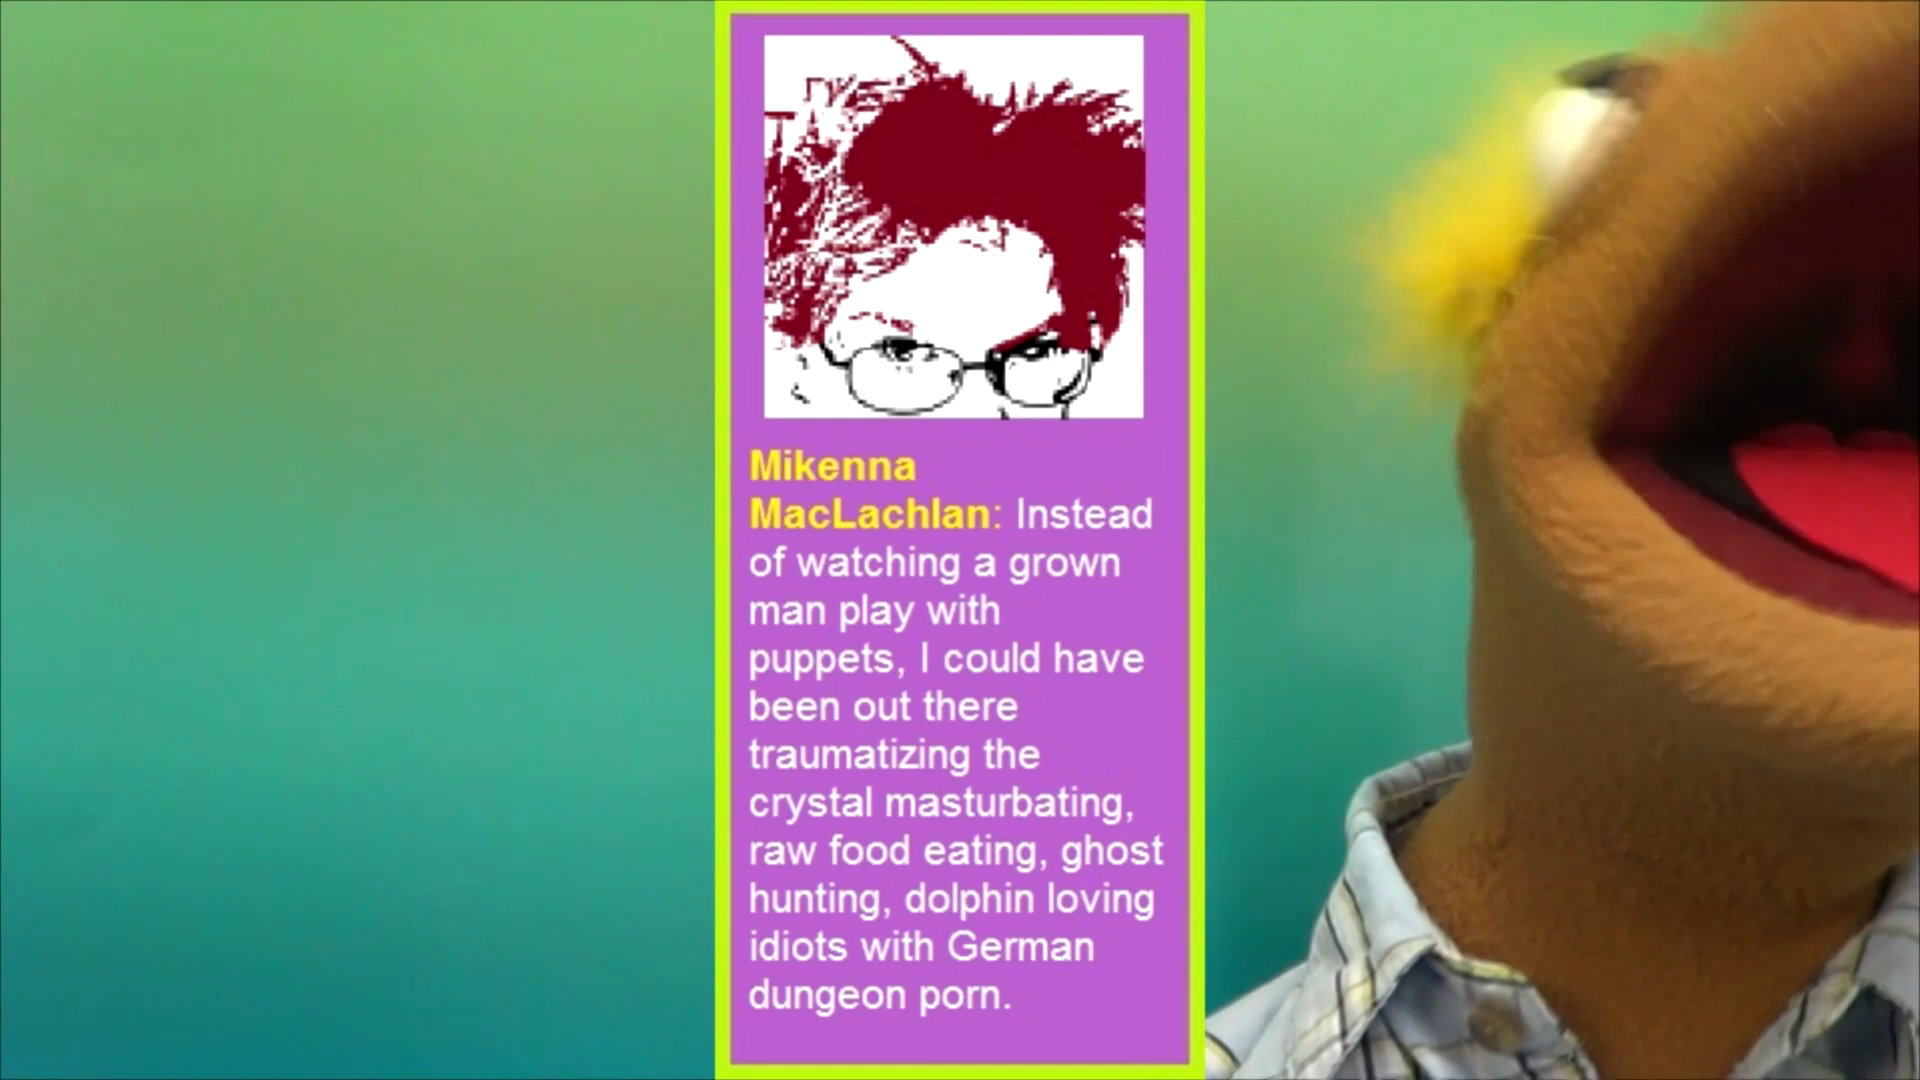 Mikenna
MacLachlan: Instead
of watching a grown
man play with
puppets, I could have
been out there
traumatizing the
crystal masturbating,
raw food eating, ghost
hunting, dolphin loving
idiots with German
dungeon porn.